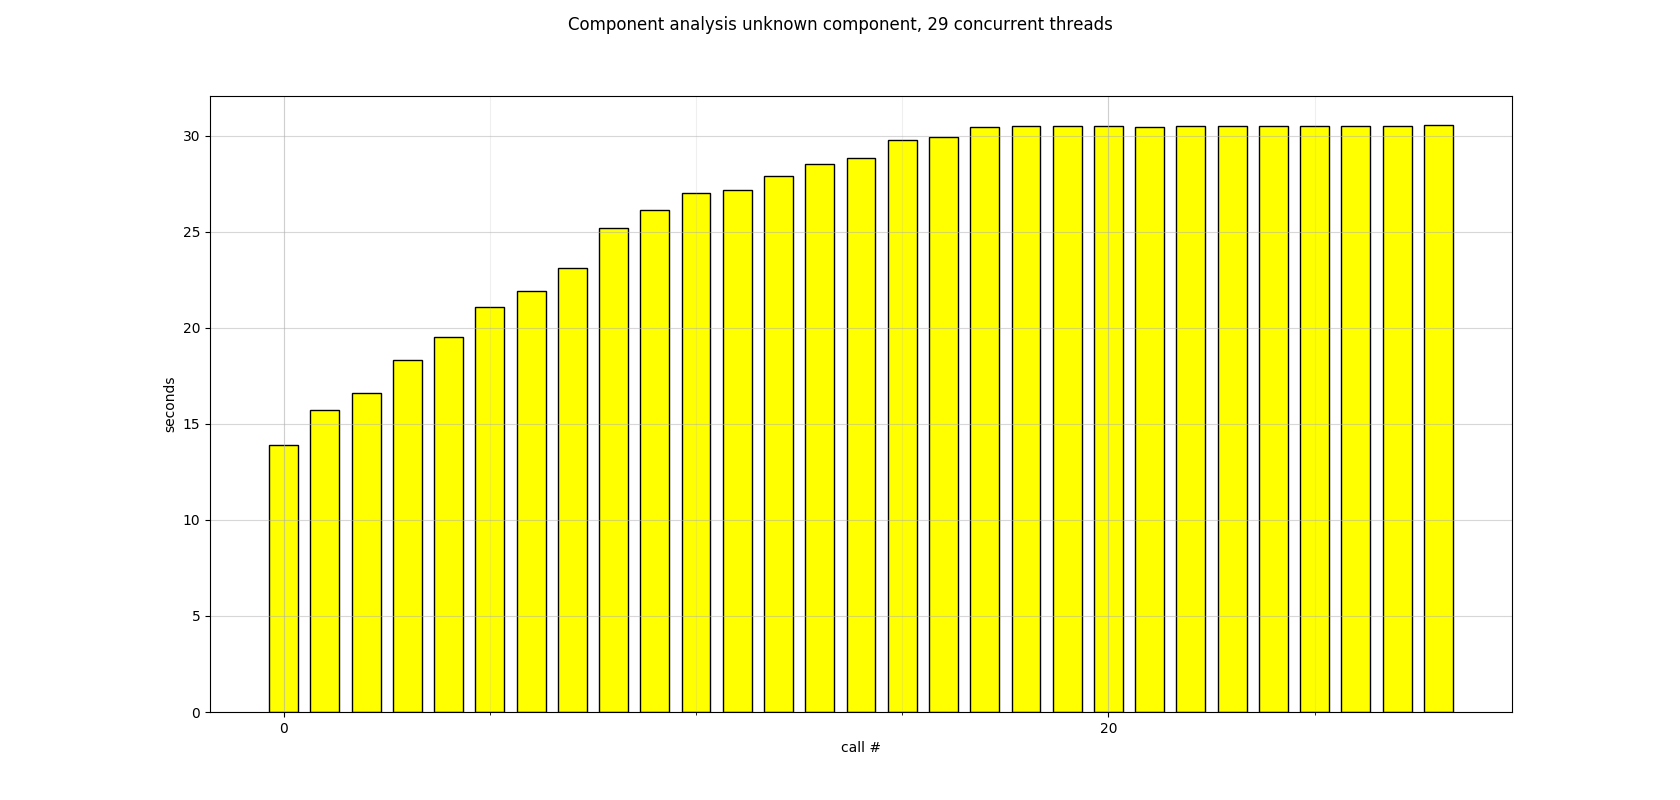 Component analysis unknown component, 29 concurrent threads
30
25
20
15
10
5
0
seconds
0 20
call #